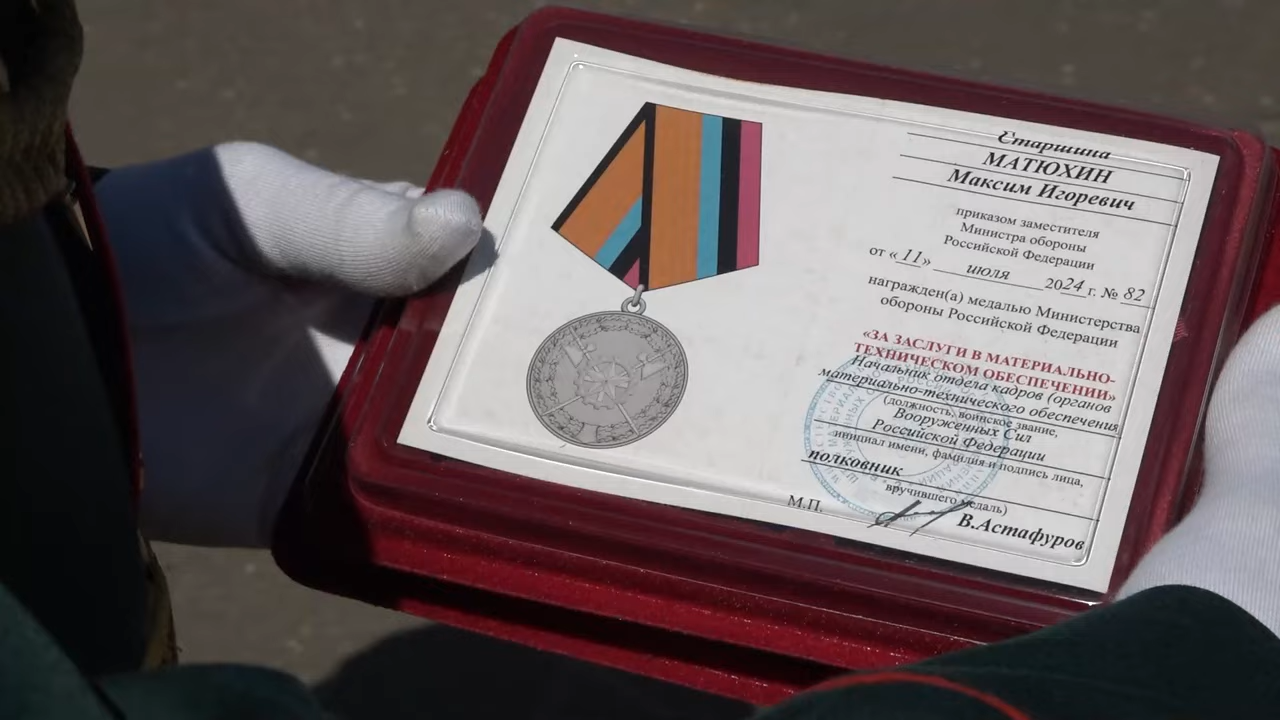 Старшина
МАТЮХИН
Максим Игоревич
приказом заместителя
Министра обороны
Российской Федерации
от «11» июля 2024 г. № 82
награжден(а) медалью Министерства
обороны Российской Федерации
«ЗА ЗАСЛУГИ В МАТЕРИАЛЬНО-
ТЕХНИЧЕСКОМ ОБЕСПЕЧЕНИИ»
Начальник отдела кадров (органов
материально-технического обеспечения
(должность, воинское звание,
Вооруженных Сил
Российской Федерации
инициал имени, фамилия и подпись лица,
полковник
вручившего медаль)
М.П.
В.Астафуров